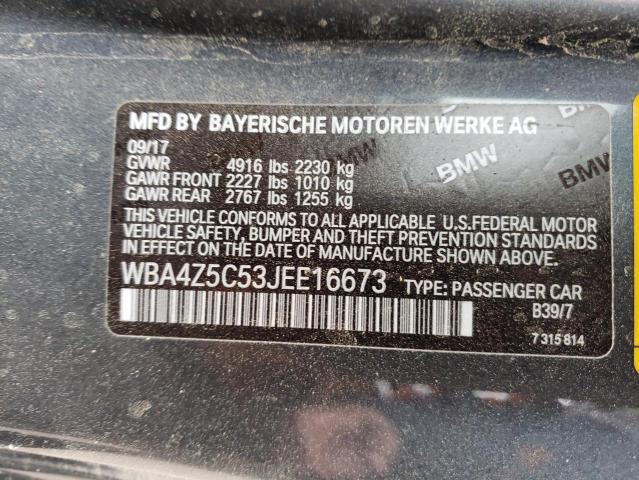 MFD BY BAYERISCHE MOTOREN WERKE AG
09/17
GVWR 4916 lbs 2230 kg
GAWR FRONT 2227 lbs 1010 kg
GAWR REAR 2767 lbs 1255 kg
BMW
BMW
BMW
THIS VEHICLE CONFORMS TO ALL APPLICABLE U.S.FEDERAL MOTOR
VEHICLE SAFETY, BUMPER AND THEFT PREVENTION STANDARDS
IN EFFECT ON THE DATE OF MANUFACTURE SHOWN ABOVE.
WBA4Z5C53JEE16673 TYPE: PASSENGER CAR
B39/7
7 315 814